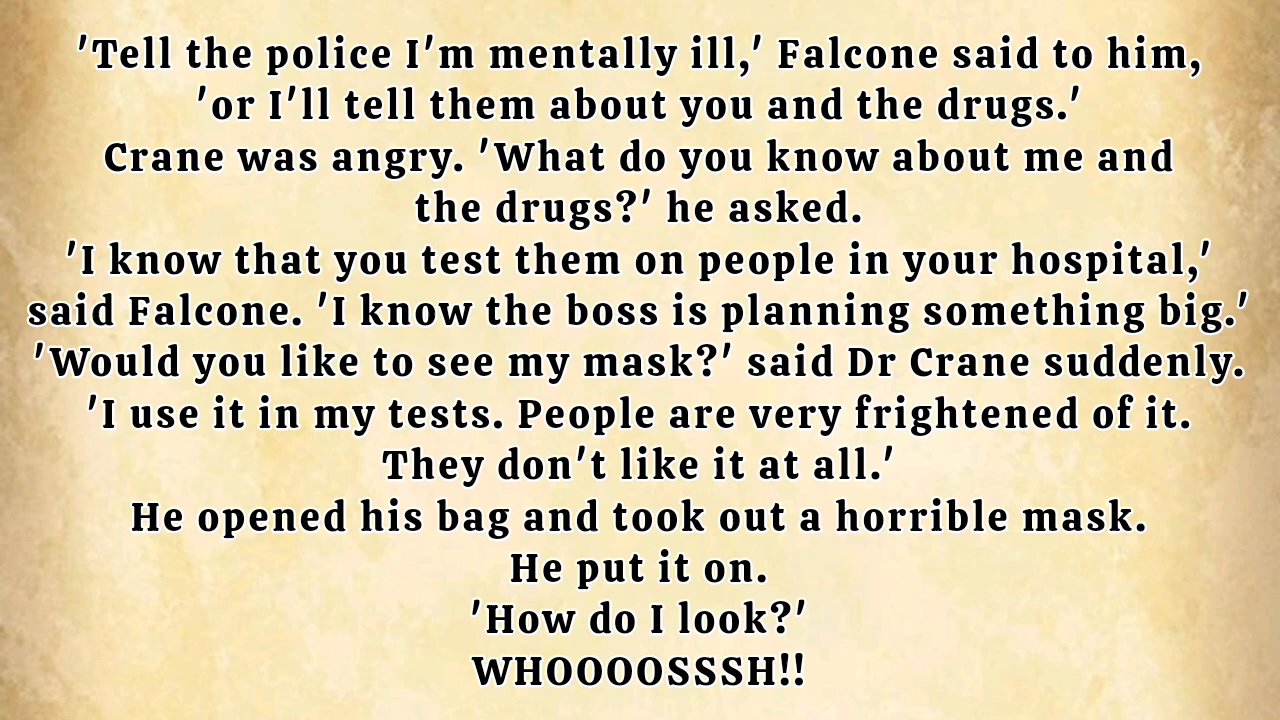 'Tell the police I'm mentally ill,' Falcone said to him,
'or I'll tell them about you and the drugs.'
Crane was angry. 'What do you know about me and
the drugs?' he asked.
'I know that you test them on people in your hospital,'
said Falcone. 'I know the boss is planning something big.'
'Would you like to see my mask?' said Dr Crane suddenly.
'I use it in my tests. People are very frightened of it.
They don't like it at all.'
He opened his bag and took out a horrible mask.
He put it on.
'How do I look?'
WHOOOOSSSH!!